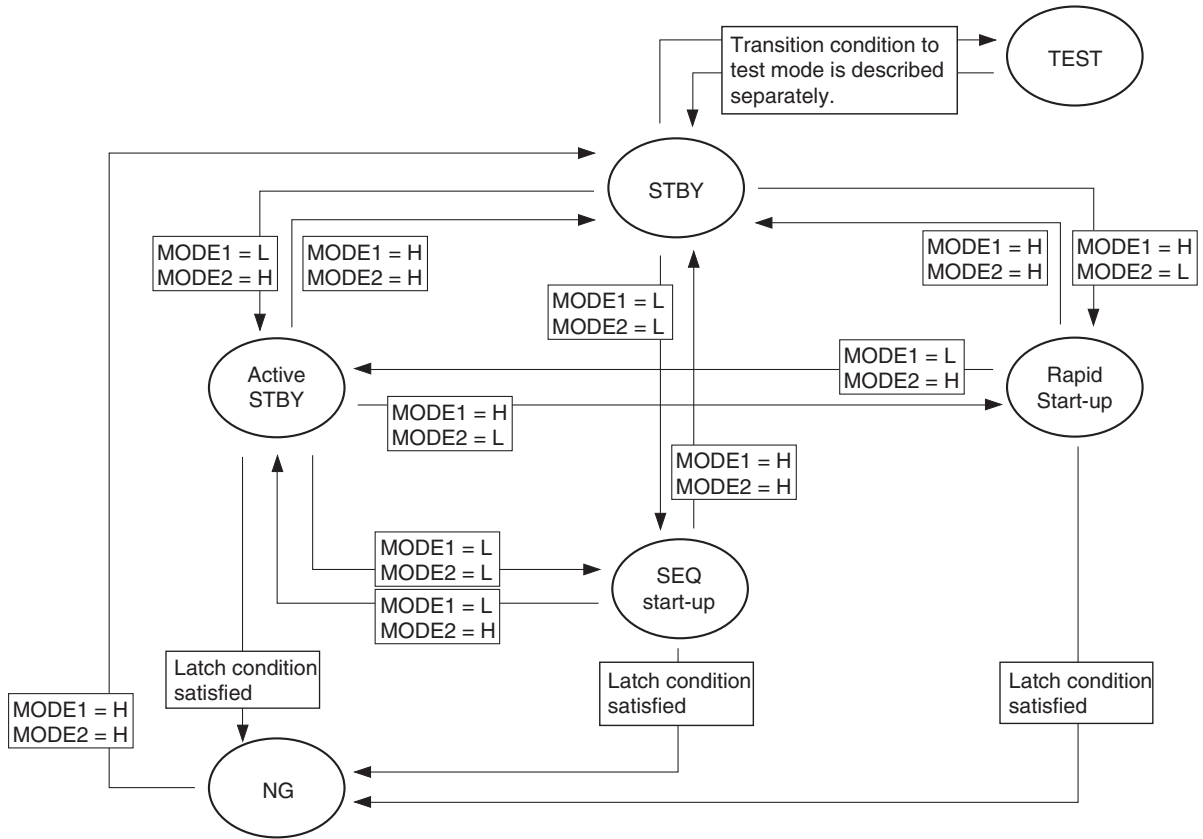 Transition condition to
test mode is described
separately.
TEST
STBY
MODE1 = L
MODE2 = H
MODE1 = H
MODE2 = H
MODE1 = H
MODE2 = H
MODE1 = H
MODE2 = L
MODE1 = L
MODE2 = L
Active
STBY
MODE1 = L
MODE2 = H
Rapid
Start-up
MODE1 = H
MODE2 = L
MODE1 = H
MODE2 = H
MODE1 = L
MODE2 = L
SEQ
start-up
MODE1 = L
MODE2 = H
Latch condition
satisfied
Latch condition
satisfied
Latch condition
satisfied
MODE1 = H
MODE2 = H
NG